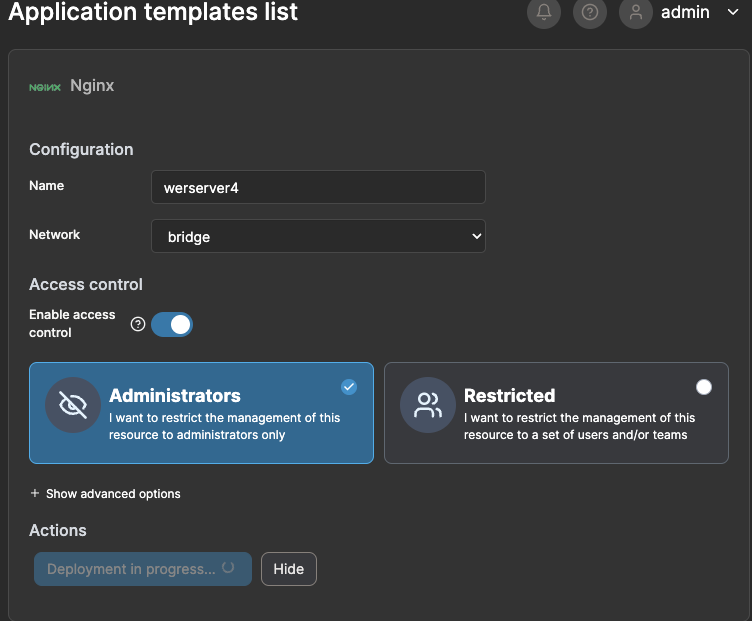 Application templates list
admin
NGINX Nginx
Configuration
Name
werserver4
Network
bridge
Access control
Enable access
control
Administrators
I want to restrict the management of this
resource to administrators only
Restricted
I want to restrict the management of this
resource to a set of users and/or teams
+ Show advanced options
Actions
Deployment in progress...
Hide